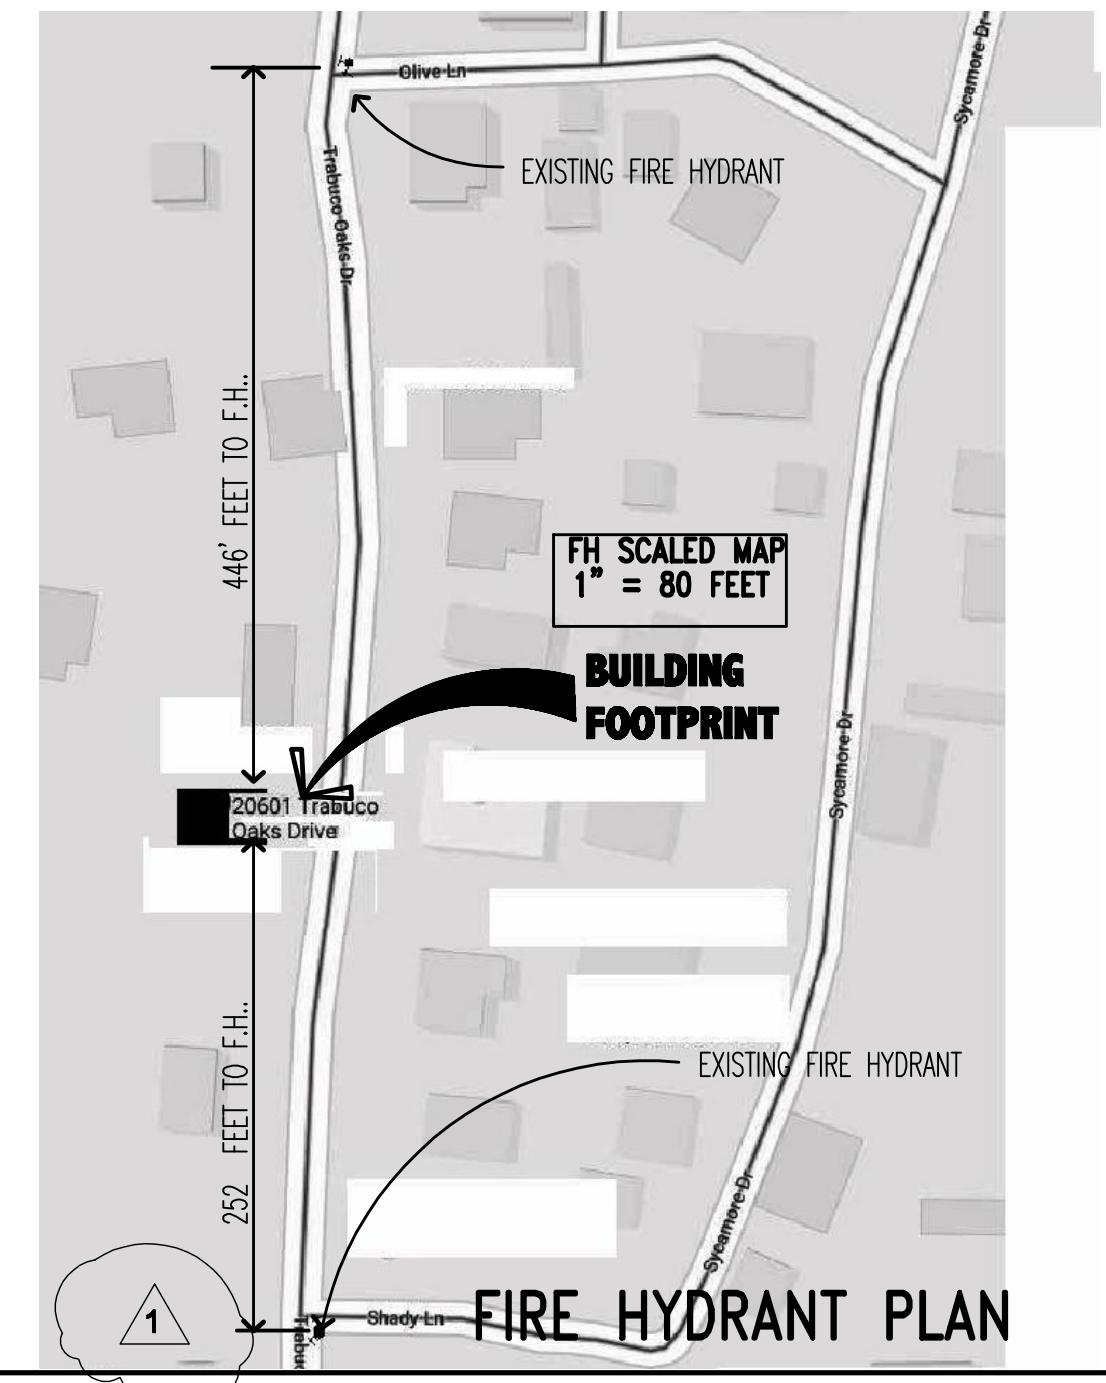 Olive Ln
Sycamore Dr
EXISTING FIRE HYDRANT
Trabuco Oaks Dr
446' FEET TO F.H..
FH SCALED MAP
1" = 80 FEET
BUILDING
FOOTPRINT
Sycamore Dr
20601 Trabuco
Oaks Drive
252 FEET TO F.H..
EXISTING FIRE HYDRANT
Sycamore Dr
1
Shady Ln
FIRE HYDRANT PLAN